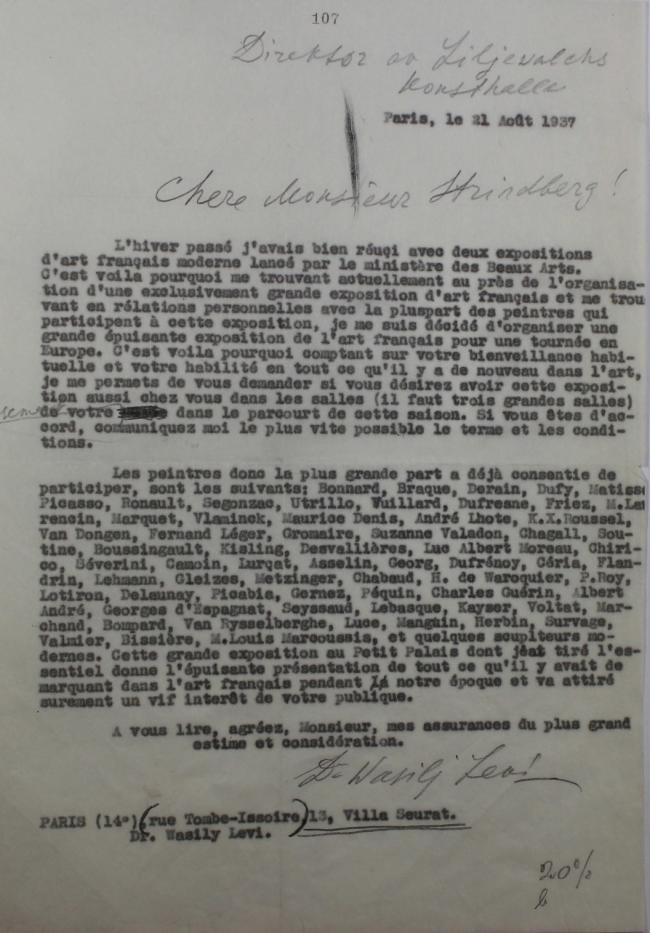 107
Direktor av Liljevalchs
Konsthalle
Paris, le 21 Août 1937
Chere Monsieur Strindberg!
L'hiver passé j'avais bien réuçi avec deux expositions
d'art français moderne lancé par le ministère des Beaux Arts.
C'est voila pourquoi me trouvant actuellement au près de l'organisa-
tion d'une exclusivement grande exposition d'art français et me trou
vant en rélations personnelles avec la pluspart des peintres qui
participent à cette exposition, je me suis décidé d'organiser une
grande épuisante exposition de l'art français pour une tournée en
Europe. C'est voila pourquoi comptant sur votre bienveillance habi-
tuelle et votre habilité en tout ce qu'il y a de nouveau dans l'art,
je me permets de vous demander si vous désirez avoir cette exposi-
tion aussi chez vous dans les salles (il faut trois grandes salles)
de votre dans le parcourt de cette saison. Si vous êtes d'ac-
cord, communiquez moi le plus vite possible le terme et les condi-
tions.
Les peintres donc la plus grande part a déjà consentie de
participer, sont les suivants: Bonnard, Braque, Derain, Dufy, Matisse
Picasso, Ronault, Segonzac, Utrillo, Vuillard, Dufresne, Friez, M.Lau
rencin, Marquet, Vlaminck, Maurice Denis, André Lhote, K.X.Roussel,
Van Dongen, Fernand Léger, Gromaire, Suzanne Valadon, Chagall, Sou-
tine, Boussingault, Kisling, Desvallières, Luc Albert Moreau, Chiri-
co, Séverini, Camoin, Lurçat, Asselin, Georg, Dufrénoy, Céria, Flan-
drin, Lehmann, Gleizes, Metzinger, Chabaud, H. de Waroquier, P.Roy,
Lotiron, Delaunay, Picabia, Gernez, Péquin, Charles Guérin, Albert
André, Georges d'Espagnat, Seyssaud, Lebasque, Kayser, Voltat, Mar-
chand, Bompard, Van Rysselberghe, Luce, Manguin, Herbin, Survage,
Valmier, Bissière, M.Louis Marcoussis, et quelques sculpteurs mo-
dernes. Cette grande exposition au Petit Palais dont tiré l'es-
sentiel donne l'épuisante présentation de tout ce qu'il y avait de
marquant dans l'art français pendant notre époque et va attiré
surement un vif interêt de votre publique.
A vous lire, agréez, Monsieur, mes assurances du plus grand
estime et considération.
Dr Wasilj Levi
PARIS (14e) (rue Tombe-Issoire) 13, Villa Seurat.
Dr. Wasily Levi.